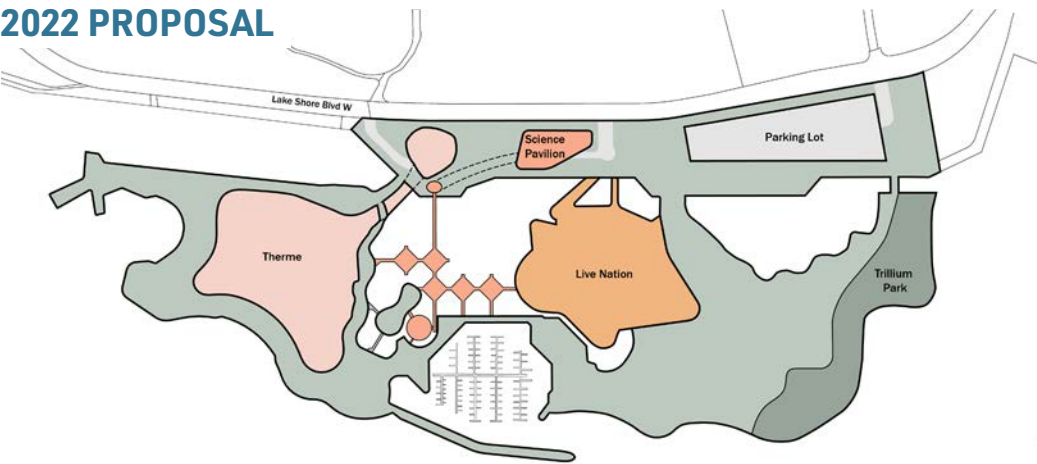 2022 PROPOSAL
Lake Shore Blvd W
Science
Pavilion
Parking Lot
Therme
Live Nation
Trillium
Park